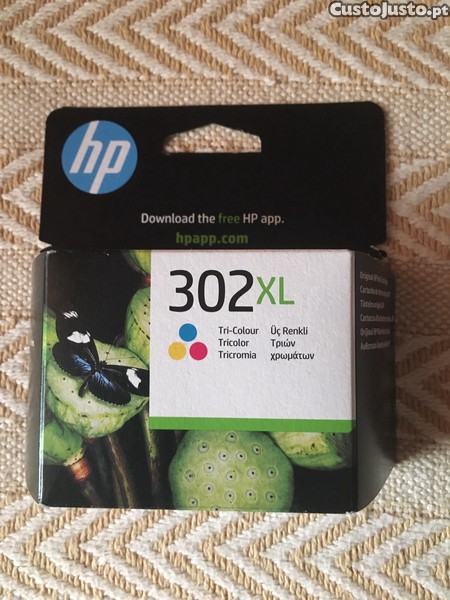 CustoJusto.pt
hp
Download the free HP app.
hpapp.com
302XL
Tri-Colour Üç Renkli
Tricolor Τριών
Tricromia χρωμάτων